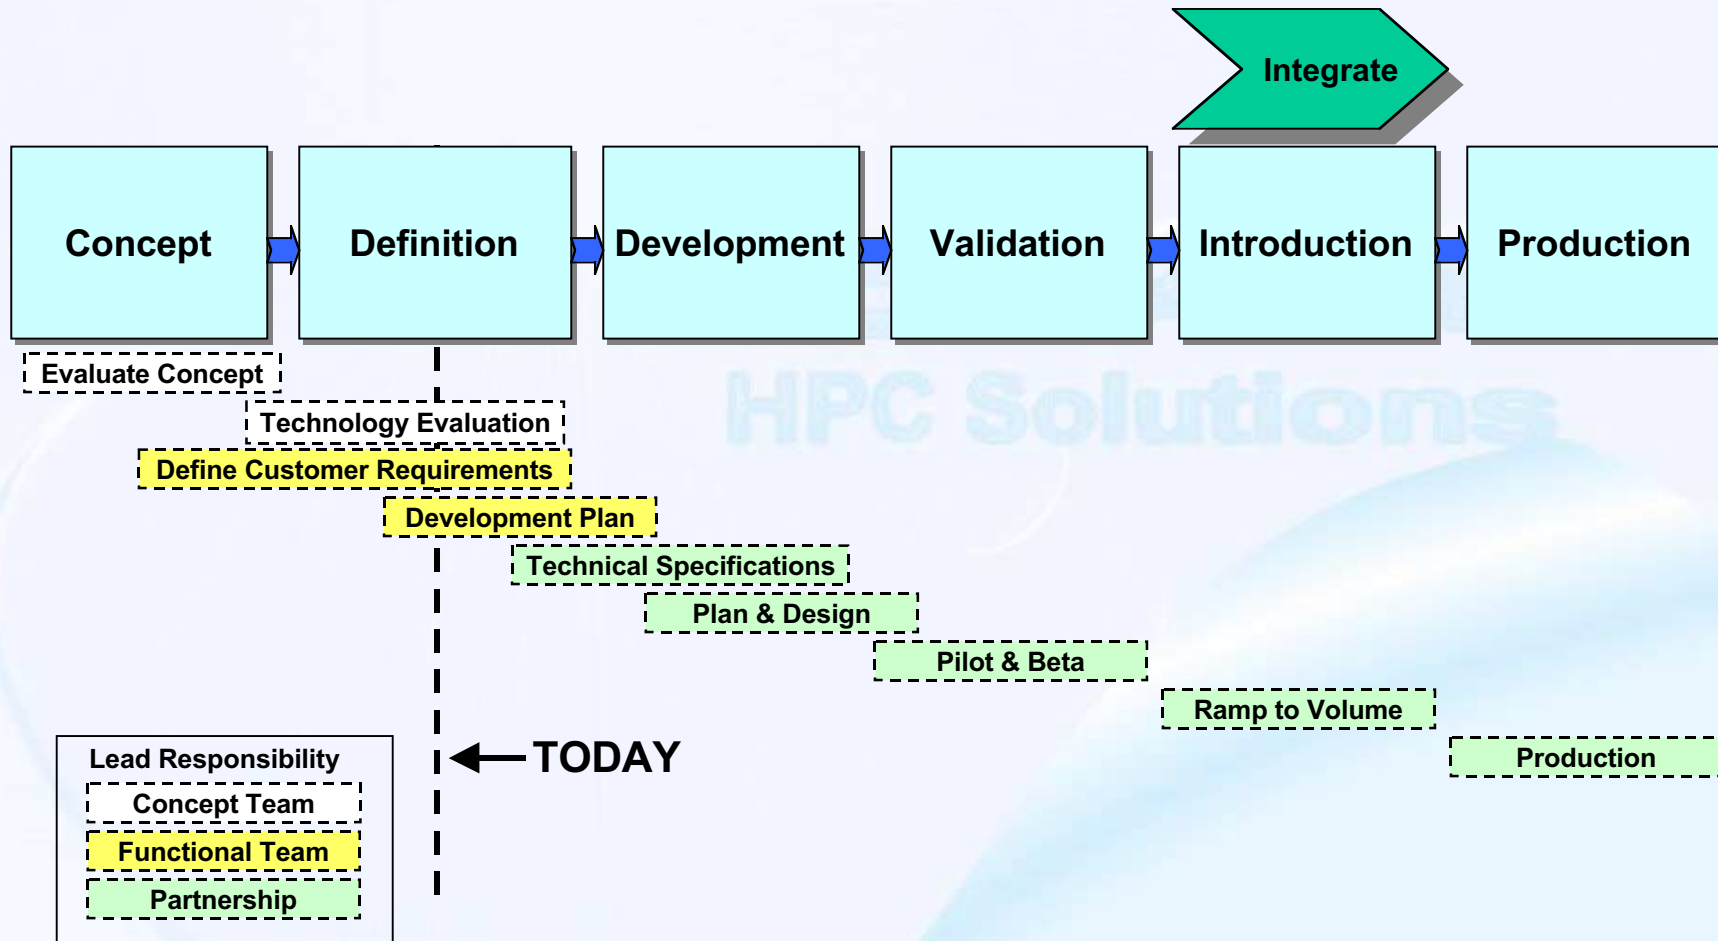 Integrate
Concept
Definition
Development
Validation
Introduction
Production
HPC Solutions
Evaluate Concept
Technology Evaluation
Define Customer Requirements
Development Plan
Technical Specifications
Plan & Design
Pilot & Beta
Ramp to Volume
Production
TODAY
Lead Responsibility
Concept Team
Functional Team
Partnership